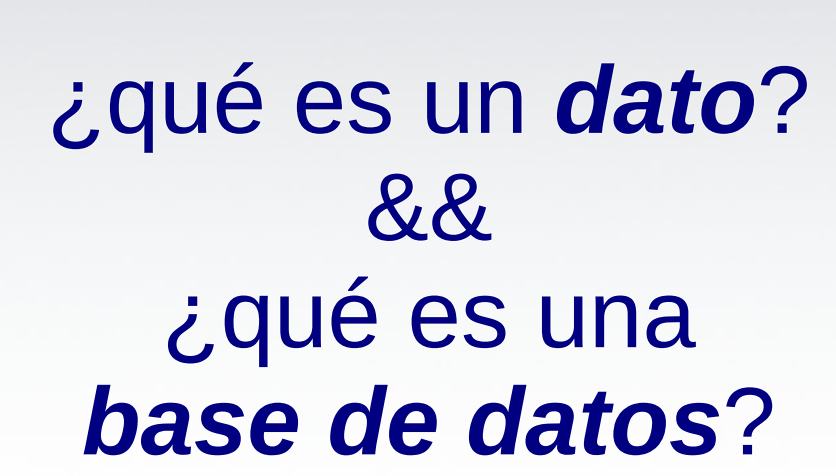 ¿qué es un dato?
&&
¿qué es una
base de datos?